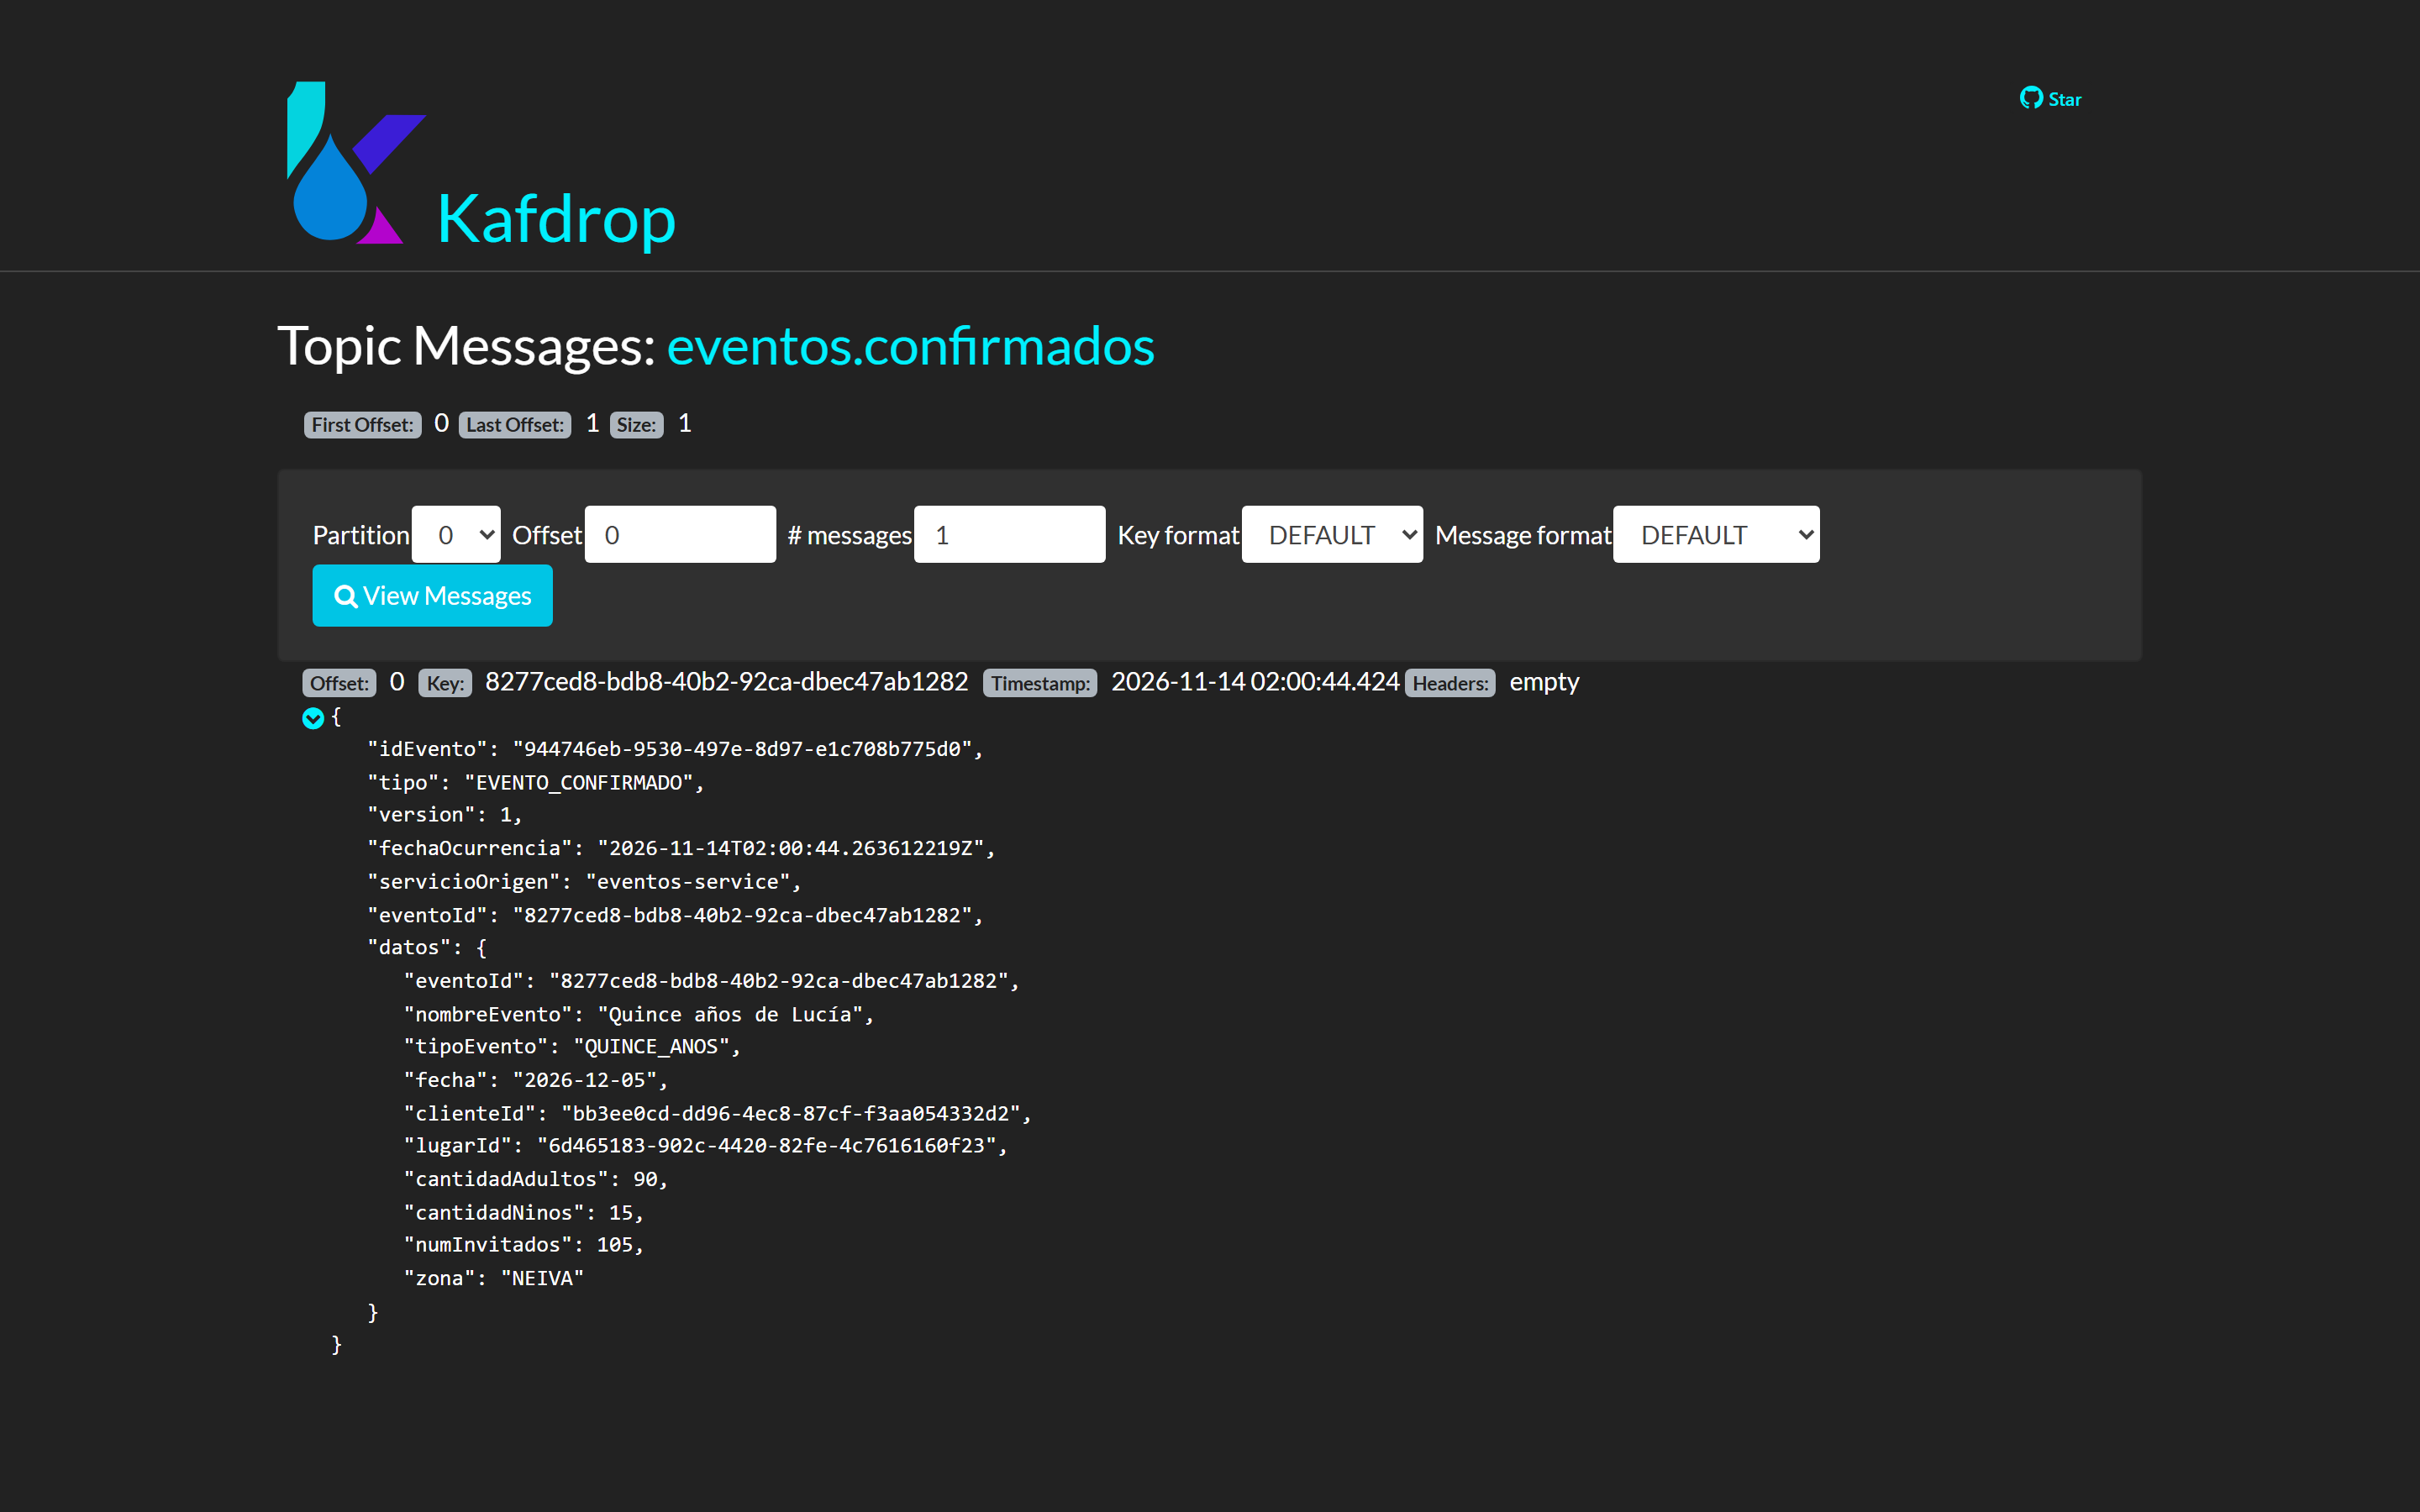 Star
Kafdrop
Topic Messages: eventos.confirmados
First Offset: 0 Last Offset: 1 Size: 1
Partition 0 Offset 0 # messages 1 Key format DEFAULT Message format DEFAULT
View Messages
Offset: 0 Key: 8277ced8-bdb8-40b2-92ca-dbec47ab1282 Timestamp: 2026-11-14 02:00:44.424 Headers: empty
{
"idEvento": "944746eb-9530-497e-8d97-e1c708b775d0",
"tipo": "EVENTO_CONFIRMADO",
"version": 1,
"fechaOcurrencia": "2026-11-14T02:00:44.263612219Z",
"servicioOrigen": "eventos-service",
"eventoId": "8277ced8-bdb8-40b2-92ca-dbec47ab1282",
"datos": {
"eventoId": "8277ced8-bdb8-40b2-92ca-dbec47ab1282",
"nombreEvento": "Quince años de Lucía",
"tipoEvento": "QUINCE_ANOS",
"fecha": "2026-12-05",
"clienteId": "bb3ee0cd-dd96-4ec8-87cf-f3aa054332d2",
"lugarId": "6d465183-902c-4420-82fe-4c7616160f23",
"cantidadAdultos": 90,
"cantidadNinos": 15,
"numInvitados": 105,
"zona": "NEIVA"
}
}